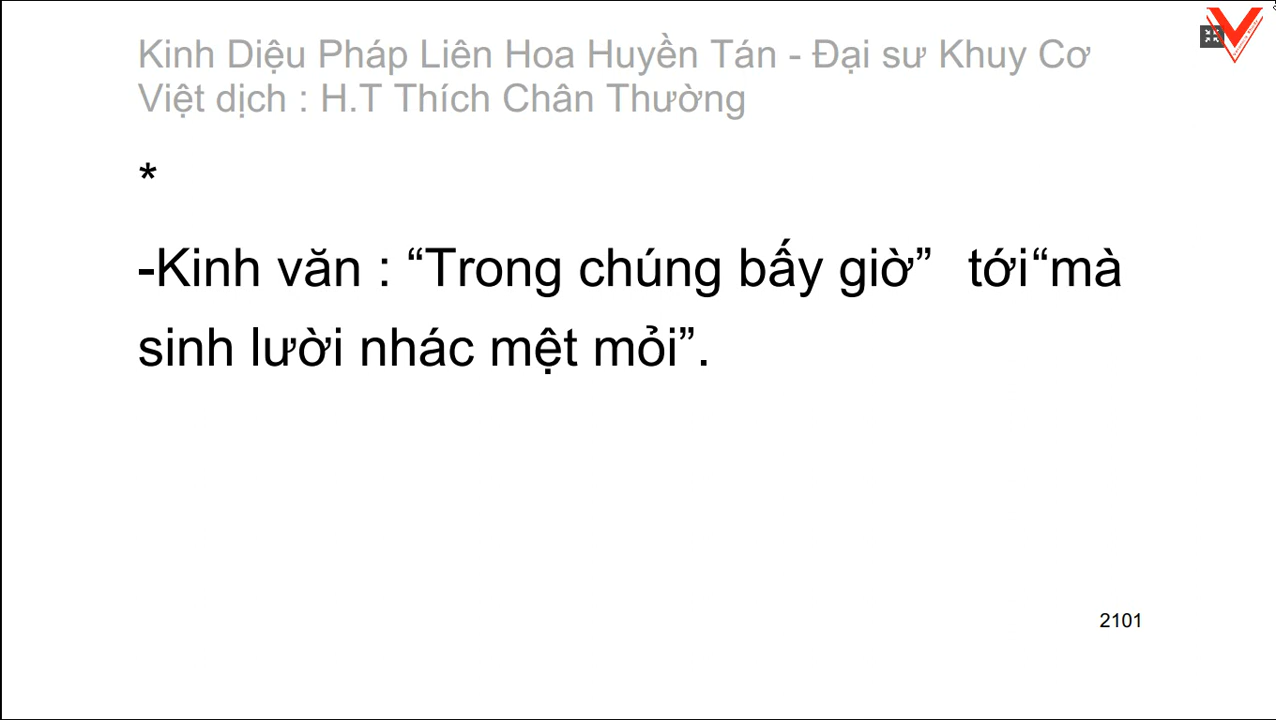 Kinh Diệu Pháp Liên Hoa Huyền Tán - Đại sư Khuy Cơ
Việt dịch : H.T Thích Chân Thường
*
-Kinh văn : “Trong chúng bấy giờ” tới“mà
sinh lười nhác mệt mỏi”.
2101